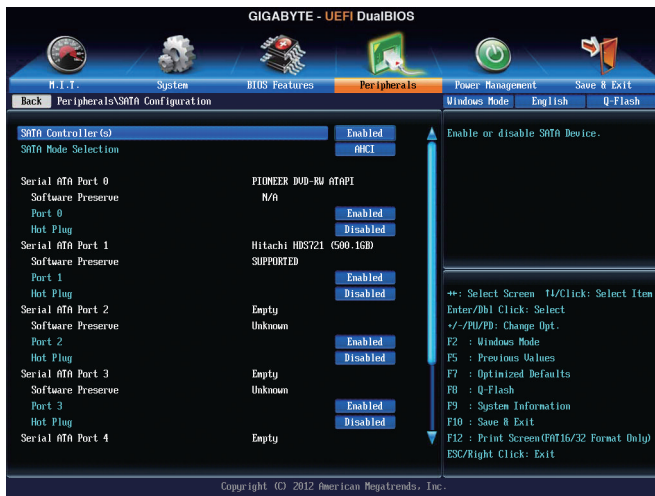 GIGABYTE - UEFI DualBIOS
M.I.T. System BIOS Features Peripherals Power Management Save & Exit
Back Peripherals\SATA Configuration Windows Mode English Q-Flash
SATA Controller(s) Enabled
SATA Mode Selection AHCI
Serial ATA Port 0 PIONEER DVD-RW ATAPI
Software Preserve N/A
Port 0 Enabled
Hot Plug Disabled
Serial ATA Port 1 Hitachi HDS721 (500.1GB)
Software Preserve SUPPORTED
Port 1 Enabled
Hot Plug Disabled
Serial ATA Port 2 Empty
Software Preserve Unknown
Port 2 Enabled
Hot Plug Disabled
Serial ATA Port 3 Empty
Software Preserve Unknown
Port 3 Enabled
Hot Plug Disabled
Serial ATA Port 4 Empty
Enable or disable SATA Device.
↔: Select Screen ↑↓/Click: Select Item
Enter/Dbl Click: Select
+/-/PU/PD: Change Opt.
F2 : Windows Mode
F5 : Previous Values
F7 : Optimized Defaults
F8 : Q-Flash
F9 : System Information
F10 : Save & Exit
F12 : Print Screen(FAT16/32 Format Only)
ESC/Right Click: Exit
Copyright (C) 2012 American Megatrends, Inc.